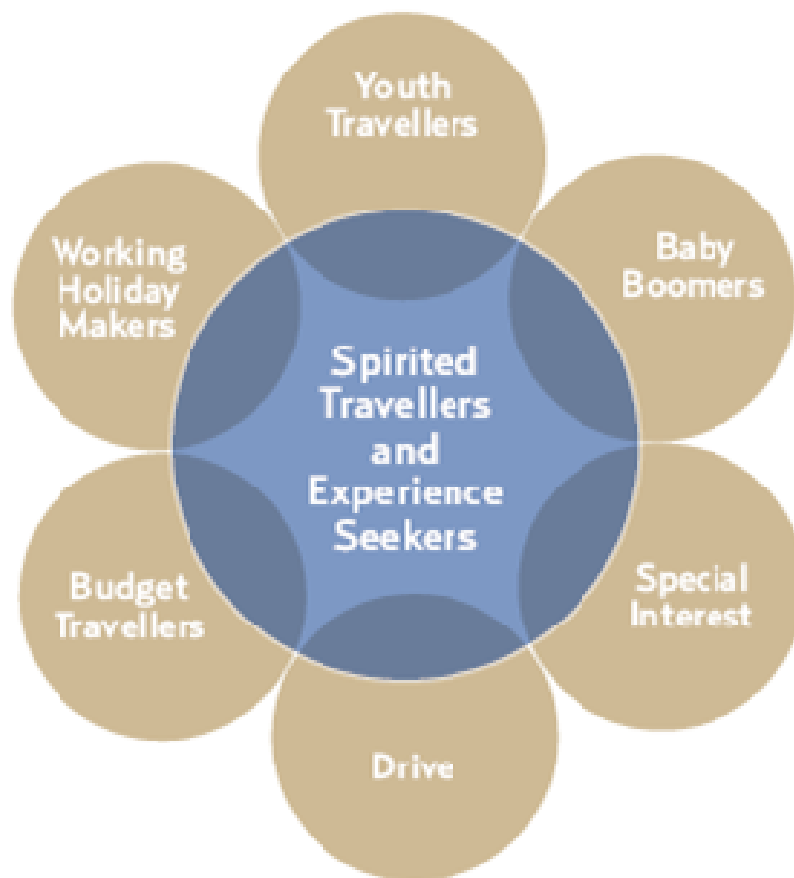 Youth
Travellers
Baby
Boomers
Working
Holiday
Makers
Spirited
Travellers
and
Experience
Seekers
Special
Interest
Budget
Travellers
Drive